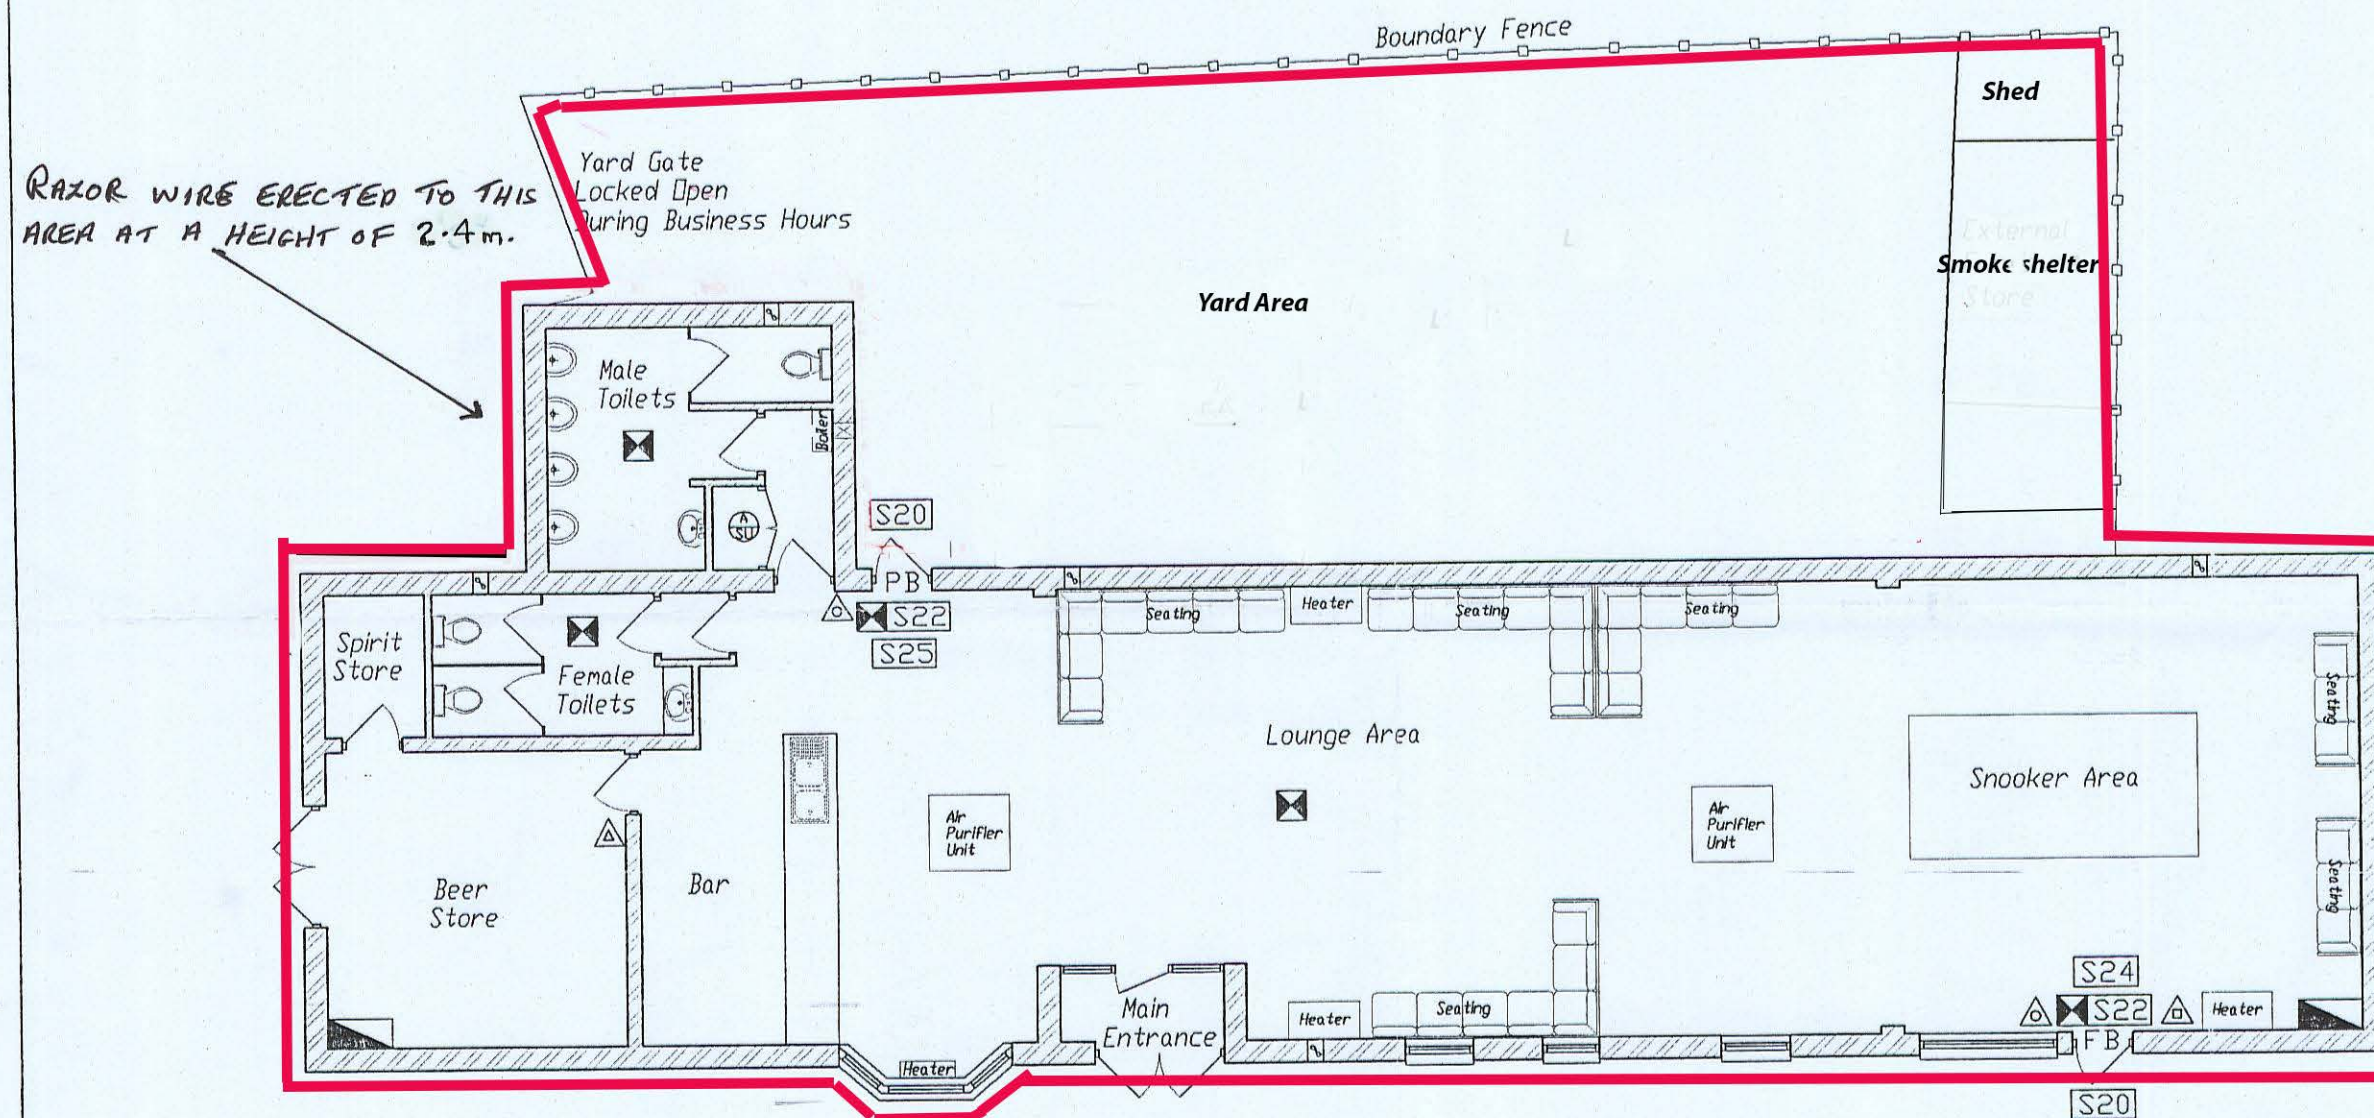 Boundary Fence
Shed
Yard Gate
Locked Open
During Business Hours
RAZOR WIRE ERECTED TO THIS
AREA AT A HEIGHT OF 2.4m.
External
Smoke shelter
Store
Yard Area
Male
Toilets
Boiler
A
SU
S20
PB
S22
S25
Spirit
Store
Female
Toilets
Seating
Heater
Seating
Seating
Seating
Lounge Area
Snooker Area
Air
Purifier
Unit
Air
Purifier
Unit
Beer
Store
Bar
Seating
Main
Entrance
Heater
Heater
Seating
S24
S22
Heater
FB
S20